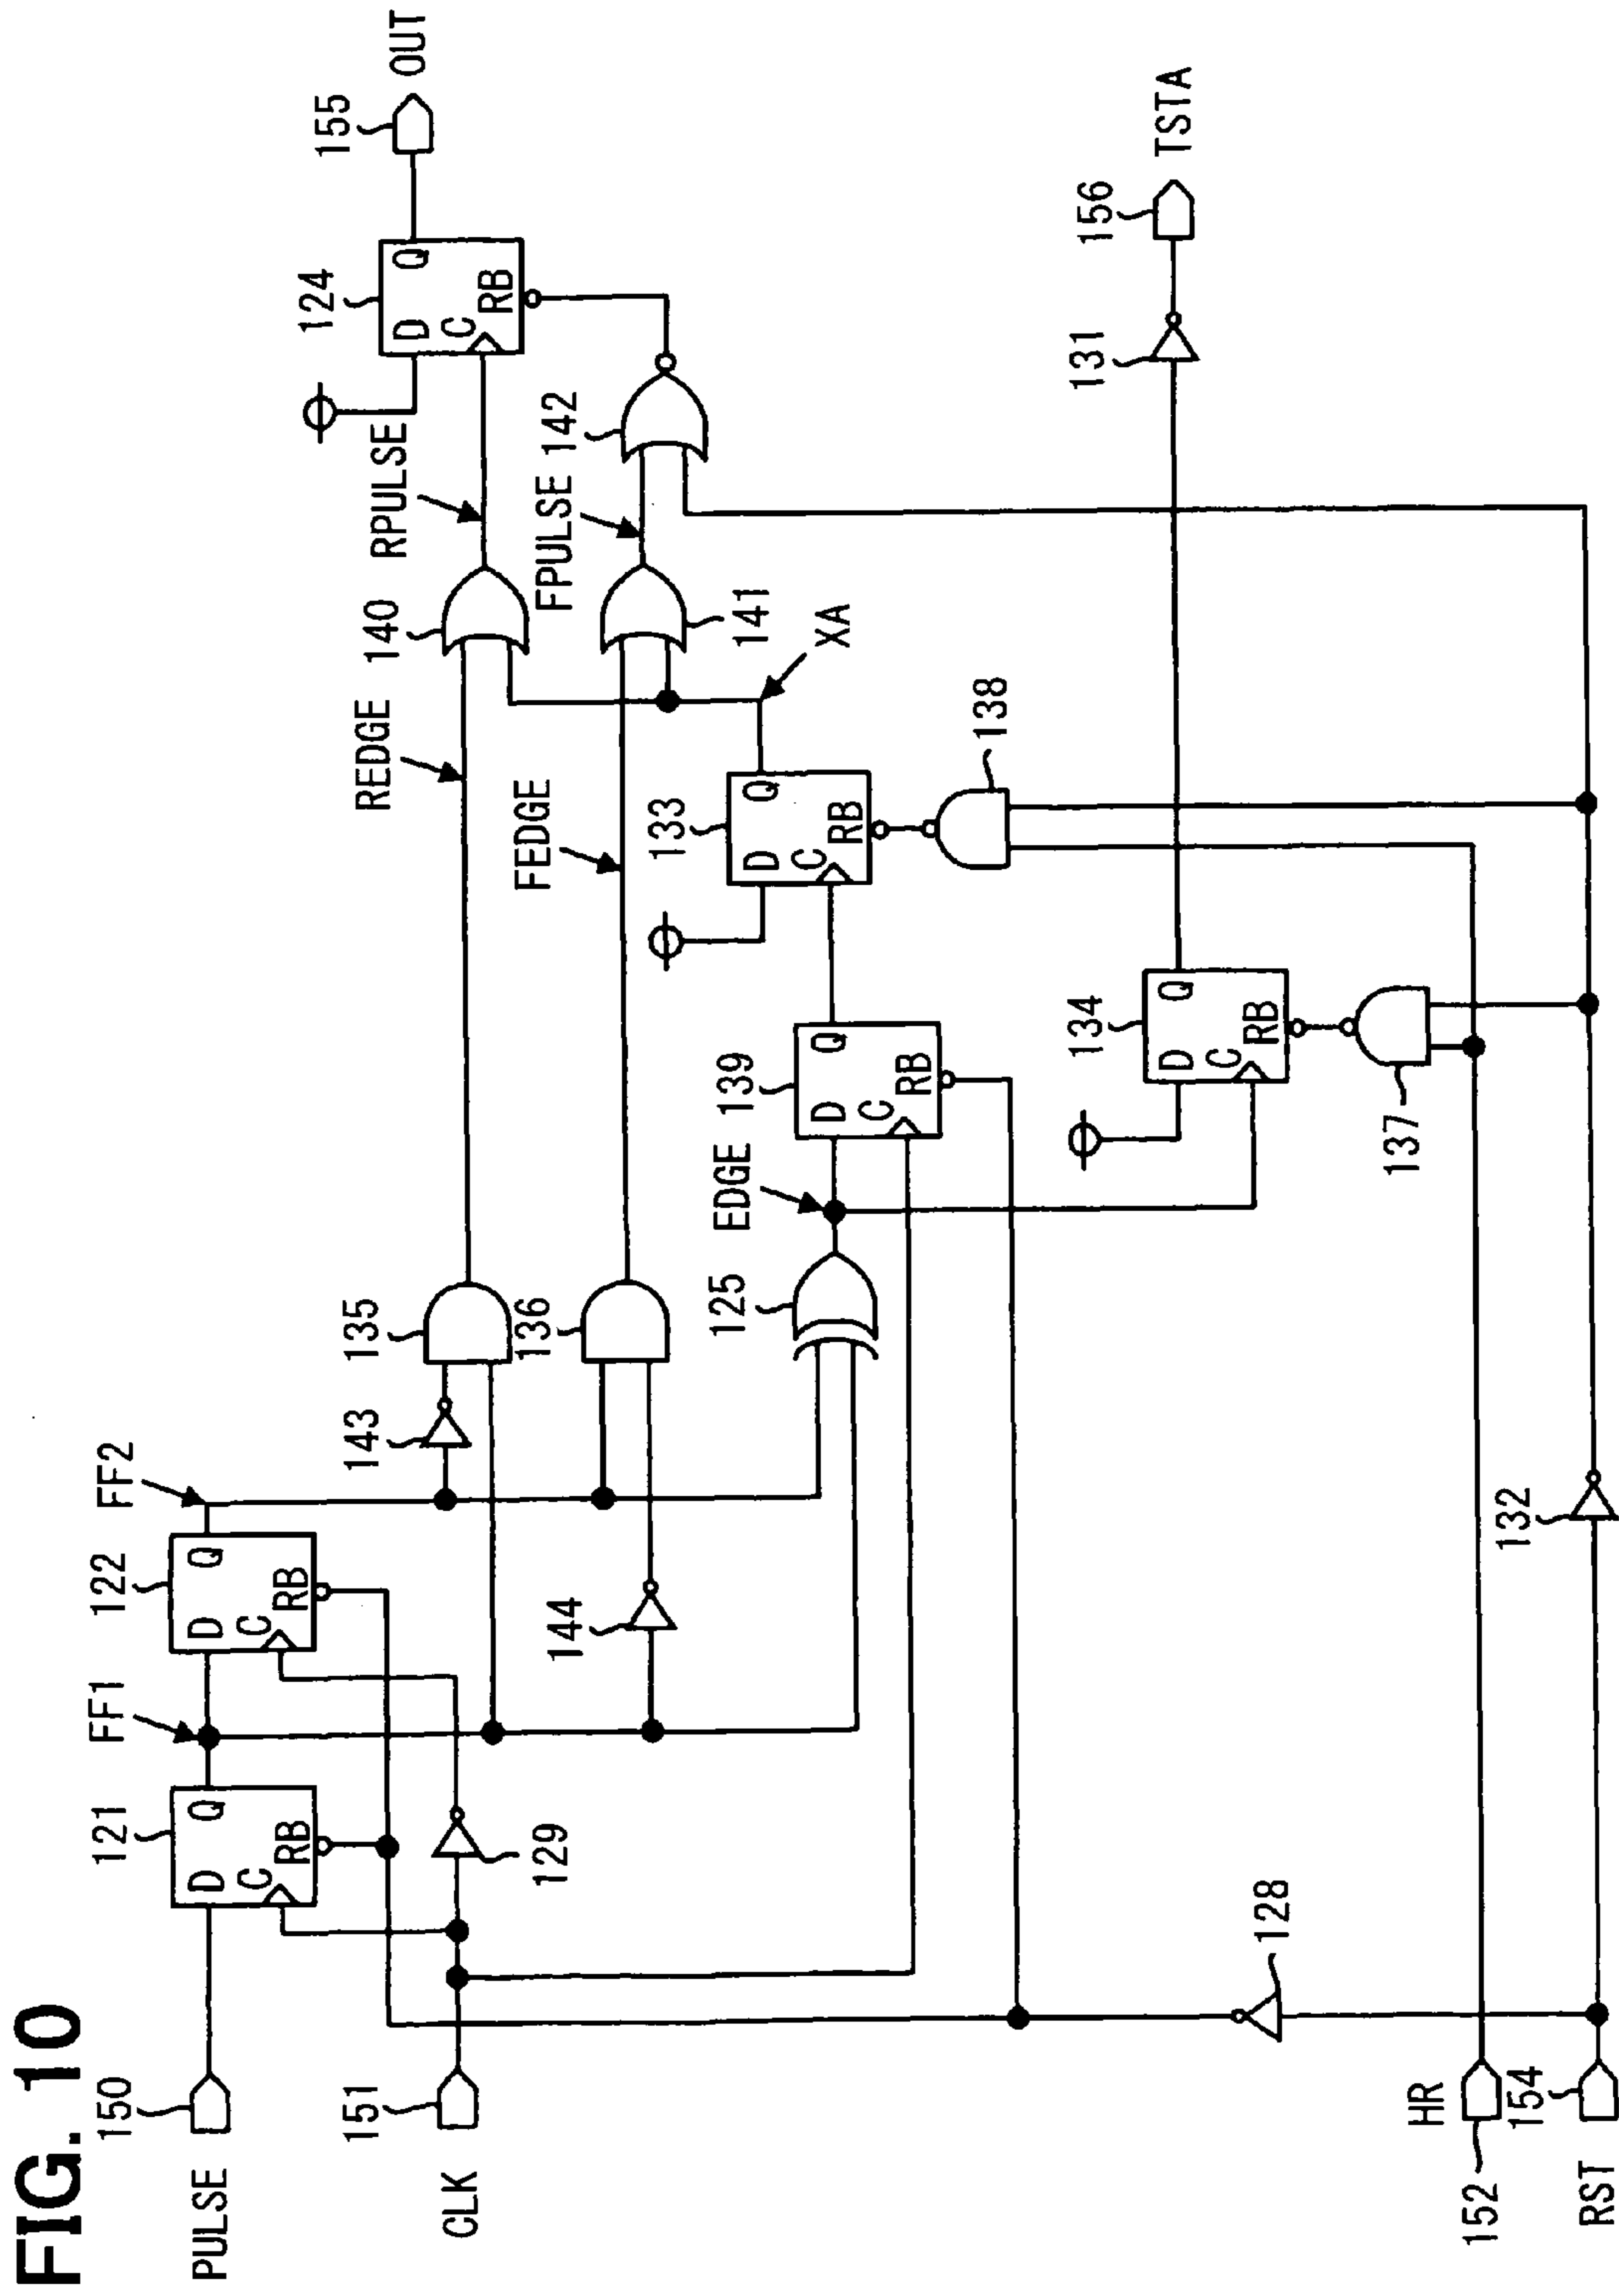 FIG. 10
PULSE
150
CLK
151
HR
152
RST
154
121
D
Q
C
RB
FF1
122
D
Q
C
RB
FF2
129
128
132
143
144
135
136
125
EDGE
139
D
Q
C
RB
134
D
Q
C
RB
137
133
D
Q
C
RB
138
XA
REDGE
FEDGE
140
141
RPULSE
FPULSE
142
124
D
Q
C
RB
155
OUT
131
156
TSTA